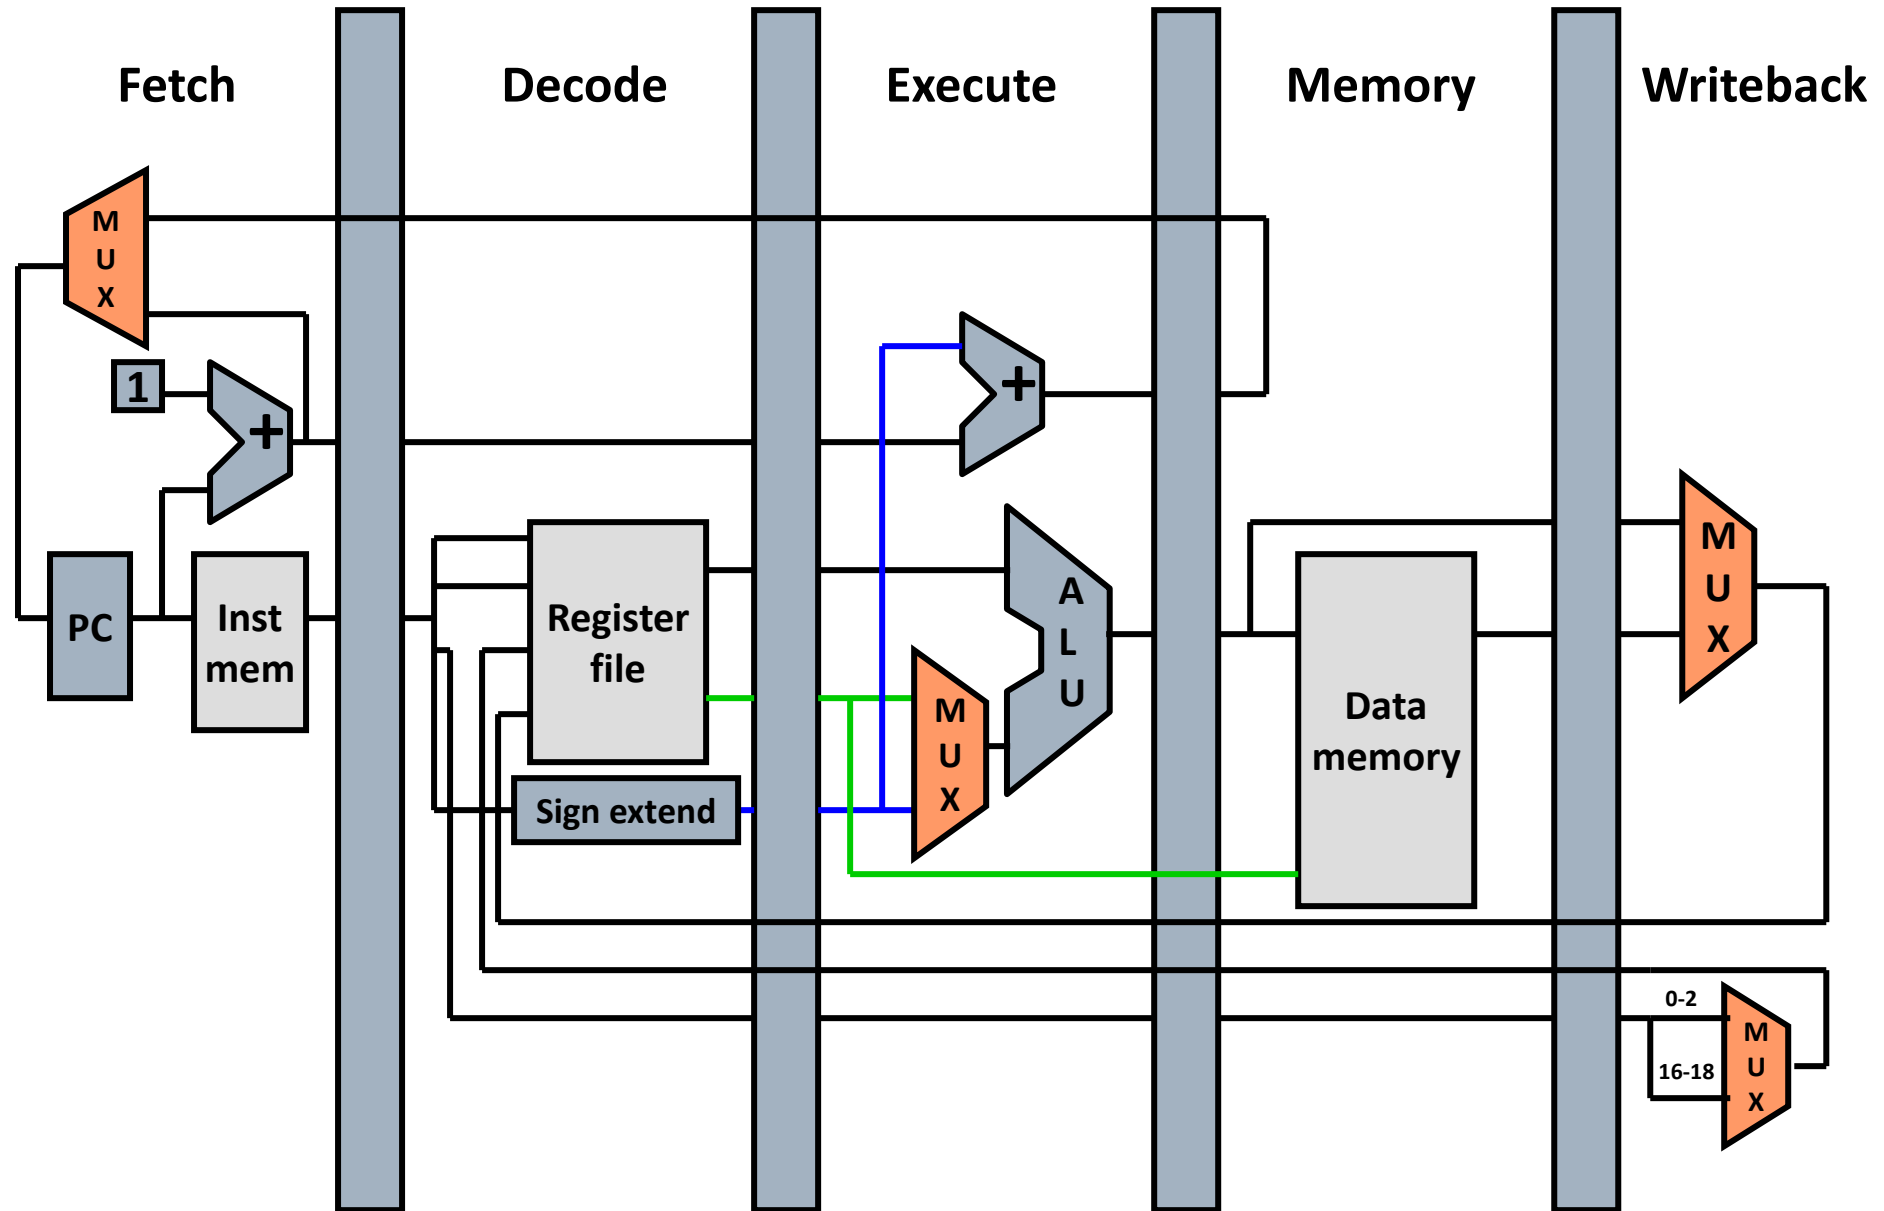 Fetch
Decode
Execute
Memory
Writeback
M
U
X
1
+
PC
Inst
mem
Register
file
Sign extend
+
A
L
U
M
U
X
Data
memory
M
U
X
0-2
16-18
M
U
X